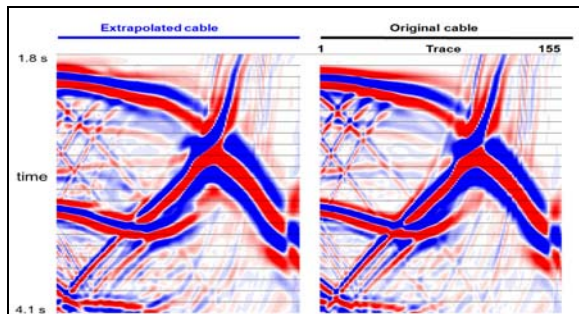 Extrapolated cable
Original cable
1 Trace 155
1.8 s
time
4.1 s